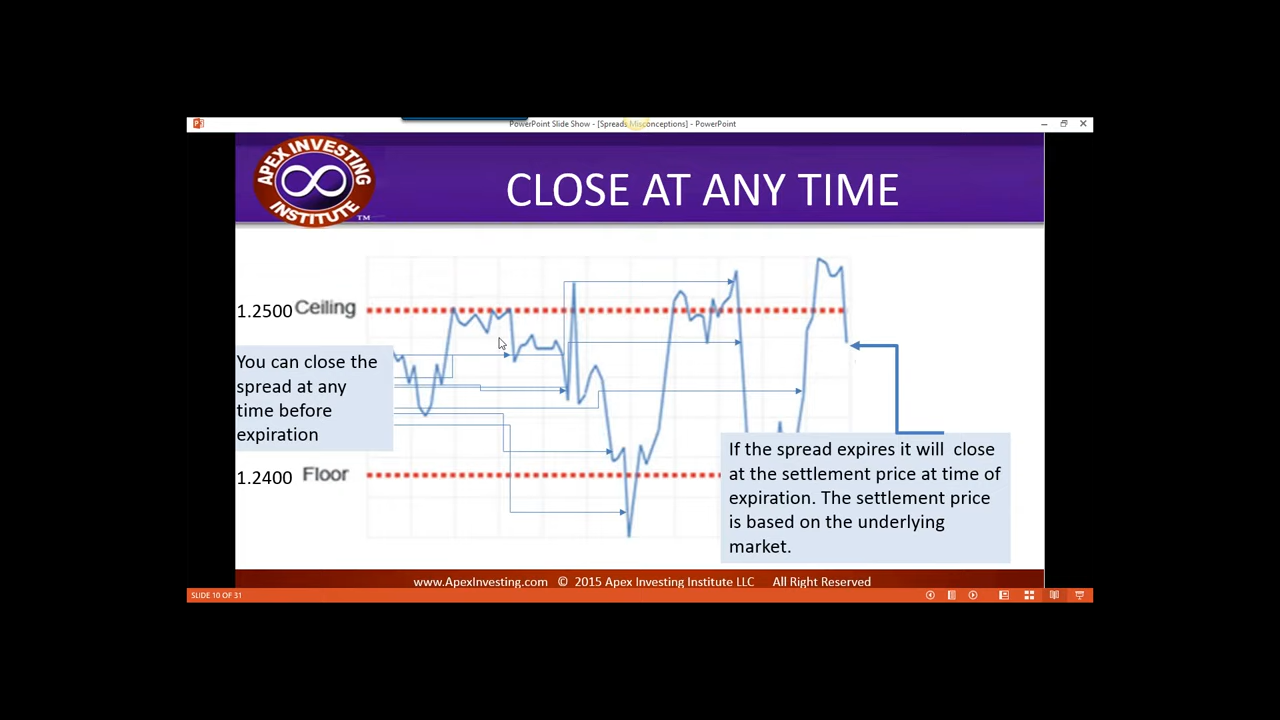 PowerPoint Slide Show - [Spreads Misconceptions] - PowerPoint
APEX INVESTING
INSTITUTE
TM
CLOSE AT ANY TIME
1.2500 Ceiling
You can close the
spread at any
time before
expiration
1.2400 Floor
If the spread expires it will close
at the settlement price at time of
expiration. The settlement price
is based on the underlying
market.
www.ApexInvesting.com © 2015 Apex Investing Institute LLC All Right Reserved
SLIDE 10 OF 31